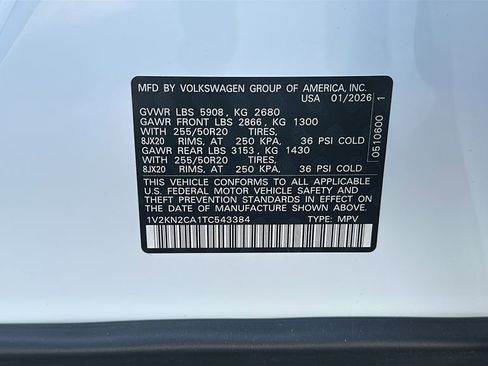 MFD BY VOLKSWAGEN GROUP OF AMERICA, INC.
USA 01/2026
GVWR LBS 5908, KG 2680
GAWR FRONT LBS 2866, KG 1300
WITH 255/50R20 TIRES,
8JX20 RIMS, AT 250 KPA, 36 PSI COLD
GAWR REAR LBS 3153, KG 1430
WITH 255/50R20 TIRES,
8JX20 RIMS, AT 250 KPA, 36 PSI COLD
THIS VEHICLE CONFORMS TO ALL APPLICABLE
U.S. FEDERAL MOTOR VEHICLE SAFETY AND
THEFT PREVENTION STANDARDS IN EFFECT ON THE
DATE OF MANUFACTURE SHOWN ABOVE.
1V2KN2CA1TC543384 TYPE: MPV
0510600 1